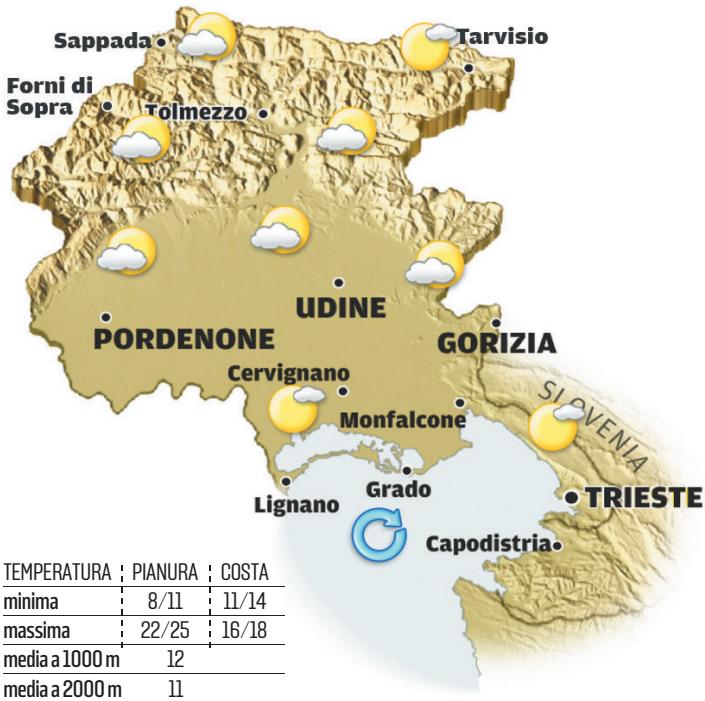 Sappada
Tarvisio
Forni di
Sopra
Tolmezzo
UDINE
PORDENONE
GORIZIA
Cervignano
SLOVENIA
Monfalcone
Grado
Lignano
TRIESTE
Capodistria
TEMPERATURA PIANURA COSTA
minima 8/11 11/14
massima 22/25 16/18
media a 1000 m 12
media a 2000 m 11